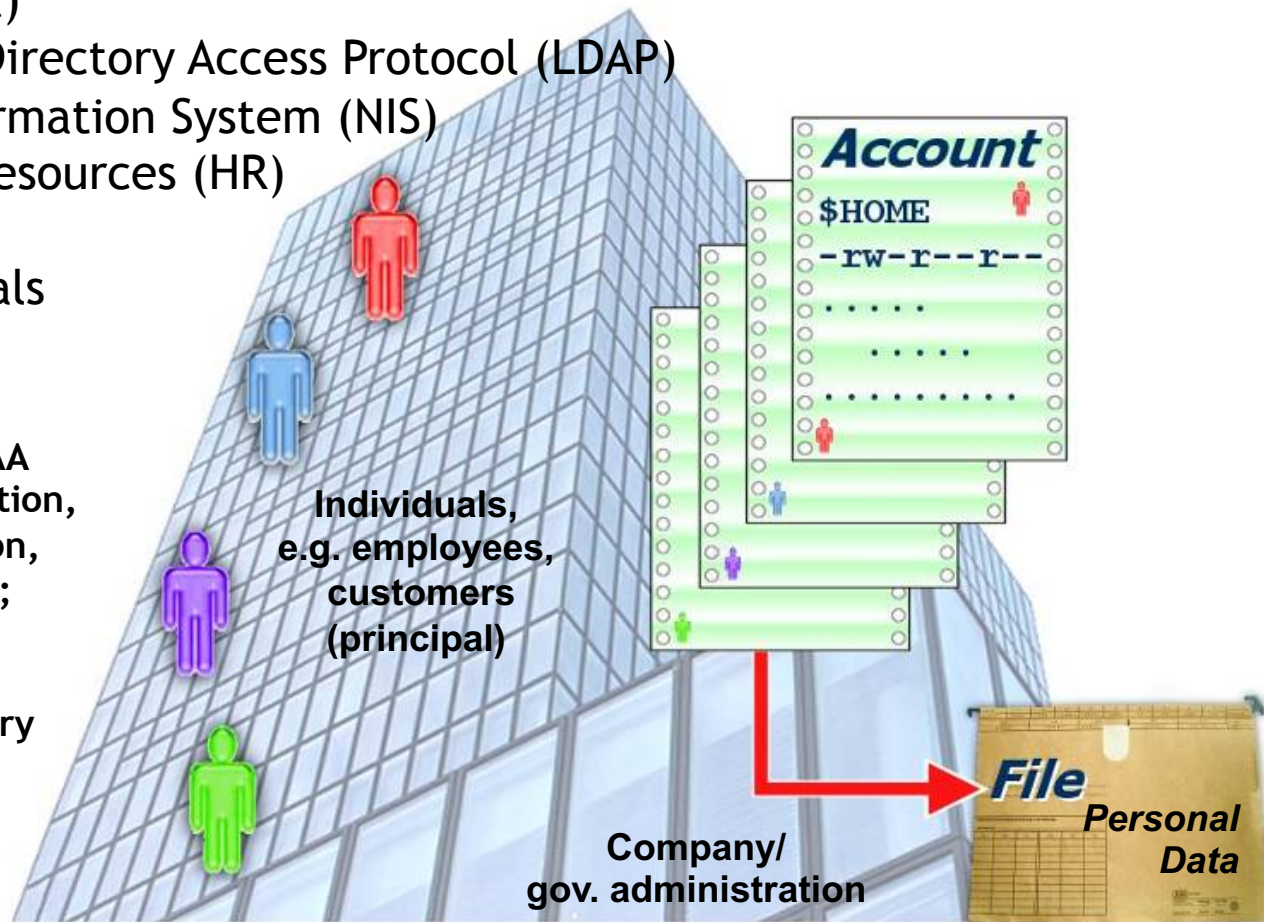 )
Directory Access Protocol (LDAP)
rmation System (NIS)
esources (HR)
als
AA
tion,
on,
;
ry
Individuals,
e.g. employees,
customers
(principal)
Account
$HOME
-rw-r--r--
. . . . .
. . . . .
. . . . . . . . .
File
Personal
Data
Company/
gov. administration